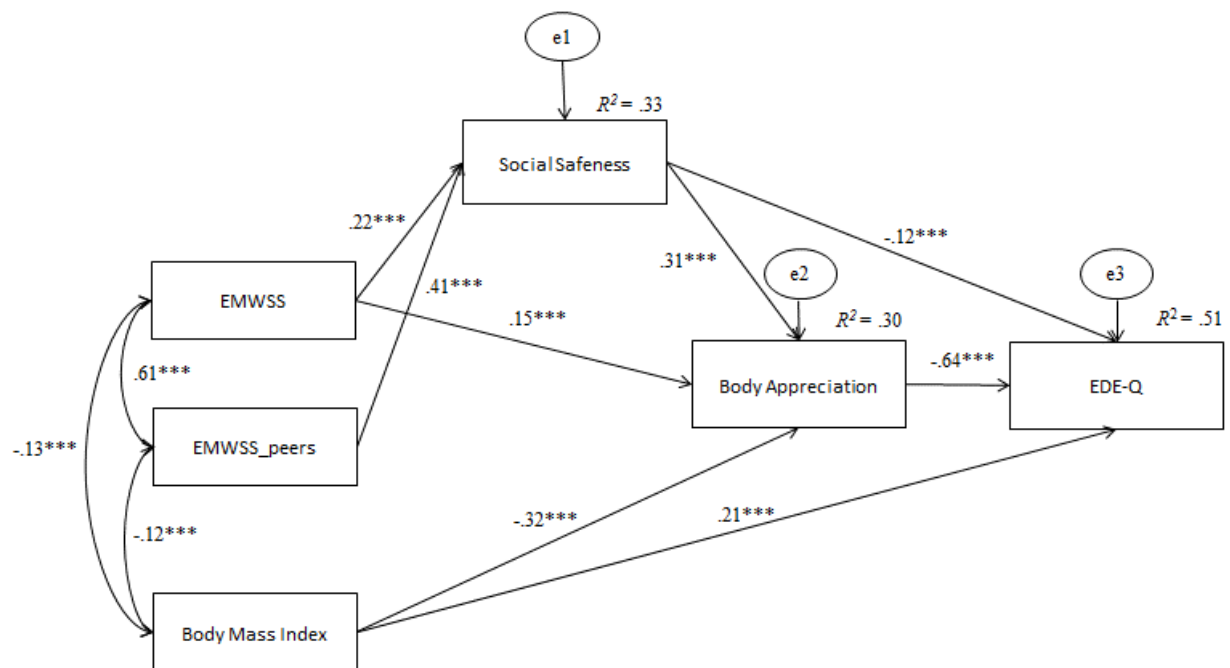 e1
R² = .33
Social Safeness
.22***
-.12***
.31***
e2
e3
EMWSS
.41***
.15***
R² = .30
R² = .51
.61***
-.64***
Body Appreciation
EDE-Q
-.13***
EMWSS_peers
-.12***
-.32***
.21***
Body Mass Index